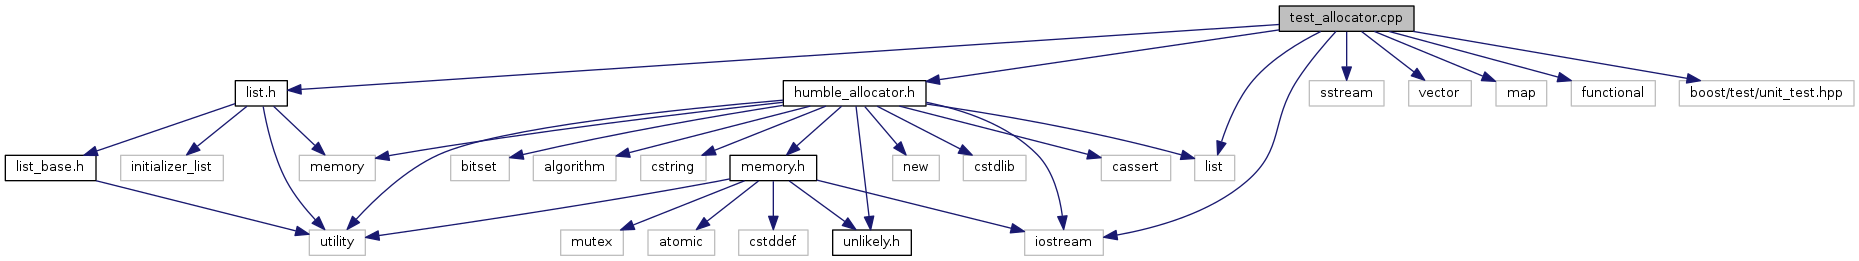 test_allocator.cpp
list.h
humble_allocator.h
sstream
vector
map
functional
boost/test/unit_test.hpp
list_base.h
initializer_list
memory
bitset
algorithm
cstring
memory.h
new
cstdlib
cassert
list
utility
mutex
atomic
cstddef
unlikely.h
iostream